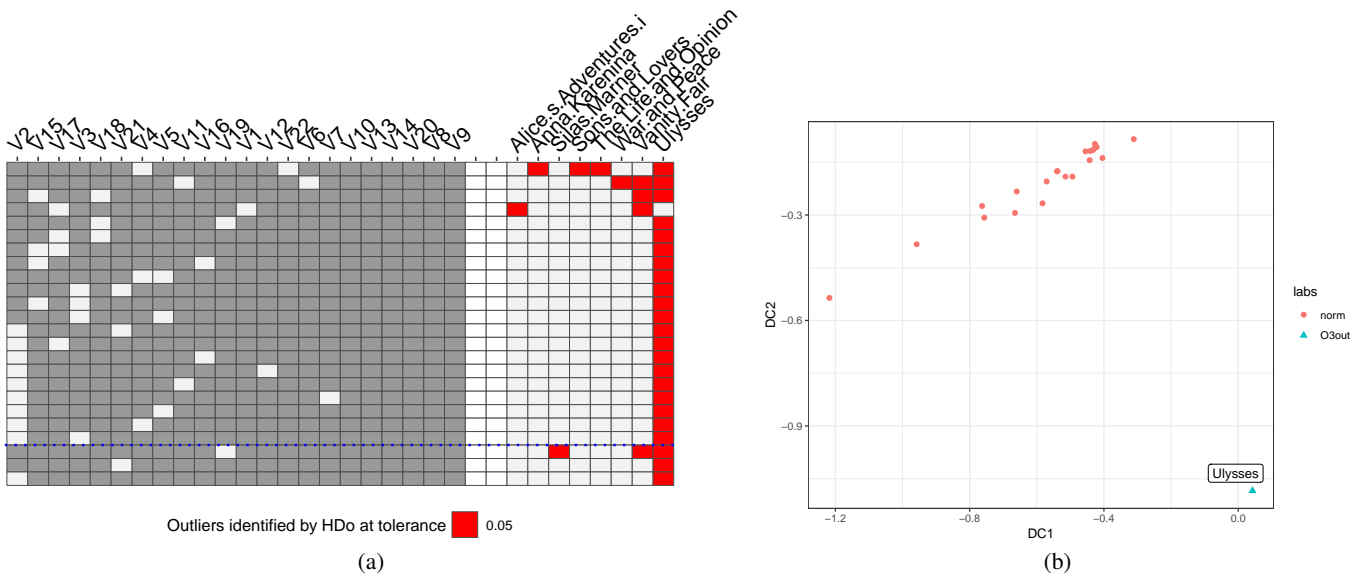 V2 V15 V17 V3 V18 V21 V4 V5 V11 V16 V19 V1 V12 V22 V6 V7 V10 V13 V14 V20 V8 V9
Alice.s.Adventures.i
Anna.Karenina
Silas.Marner
Sons.and.Lovers
The.Life.and.Opinion
War.and.Peace
Vanity.Fair
Ulysses
Outliers identified by HDo at tolerance 0.05
(a)
−0.3
−0.6
−0.9
DC2
Ulysses
−1.2 −0.8 −0.4 0.0
DC1
labs
norm
O3out
(b)